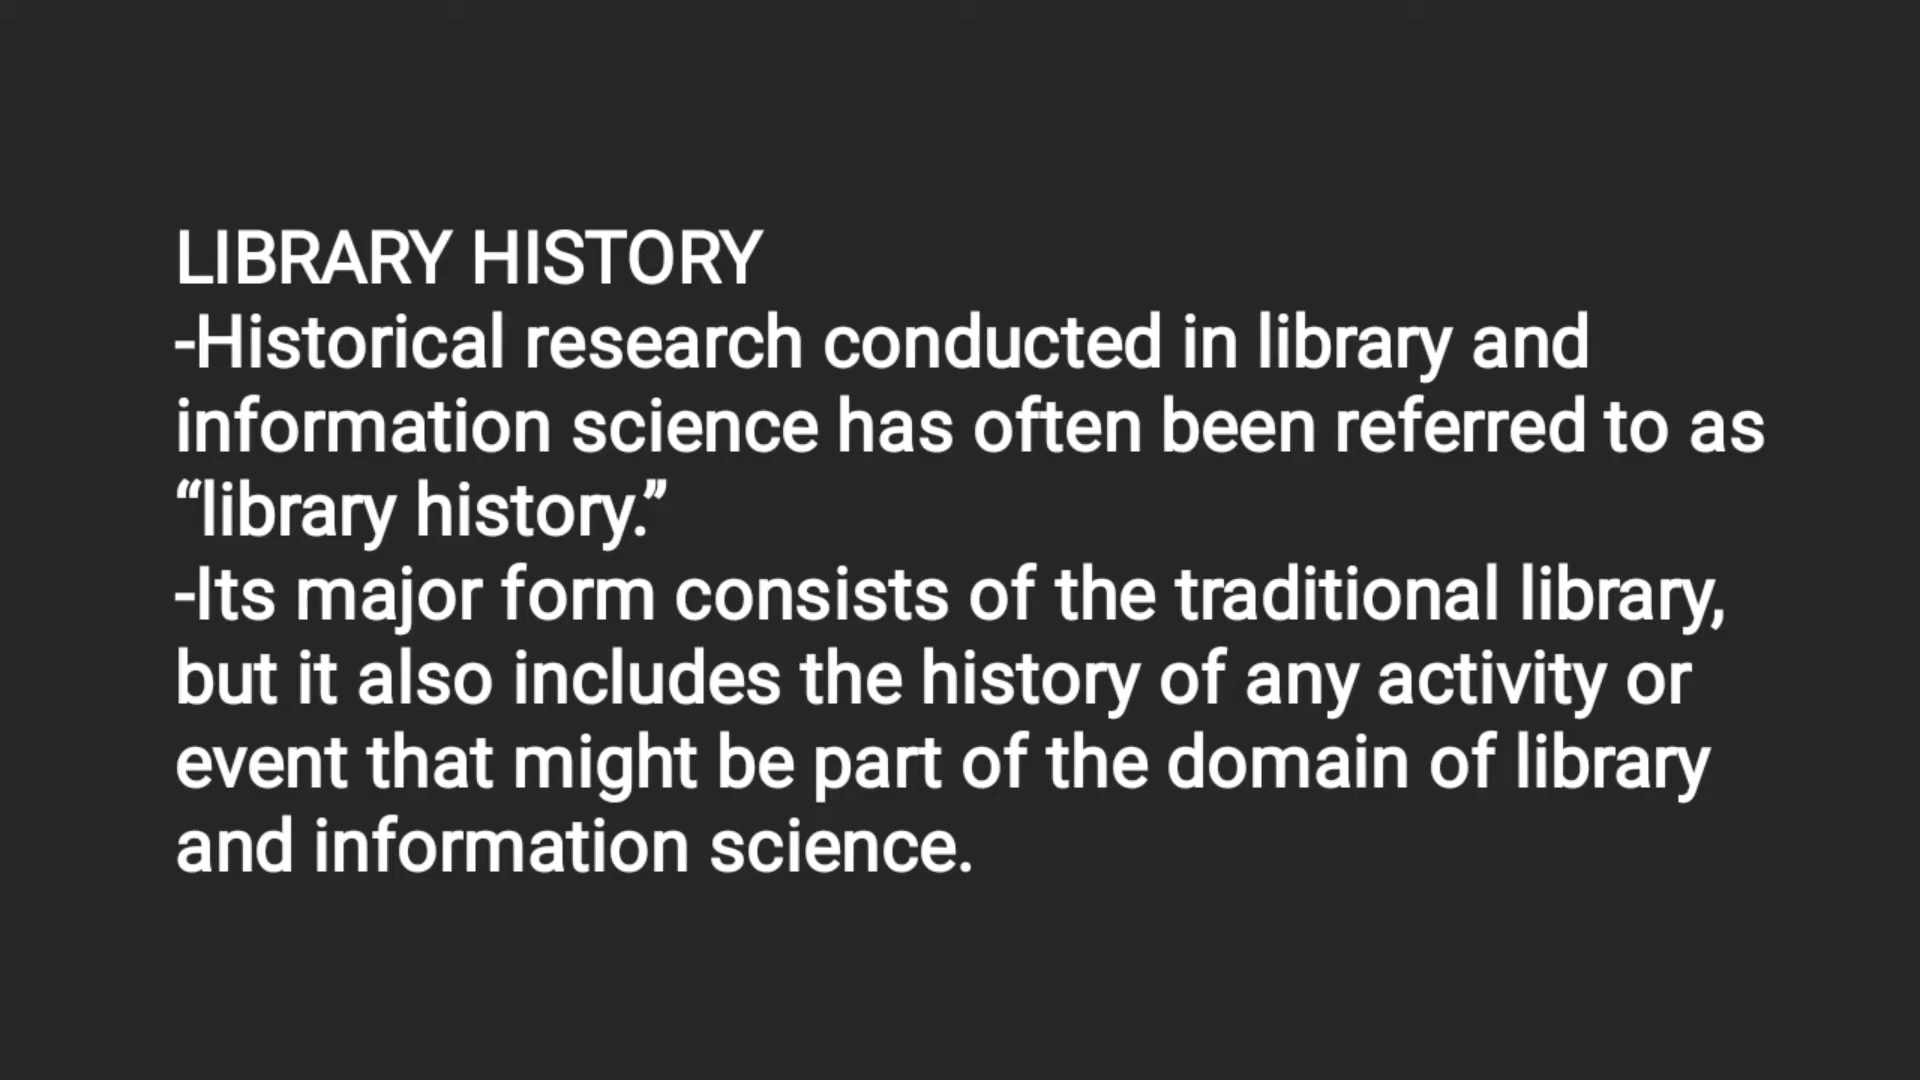 LIBRARY HISTORY
-Historical research conducted in library and
information science has often been referred to as
“library history.”
-Its major form consists of the traditional library,
but it also includes the history of any activity or
event that might be part of the domain of library
and information science.